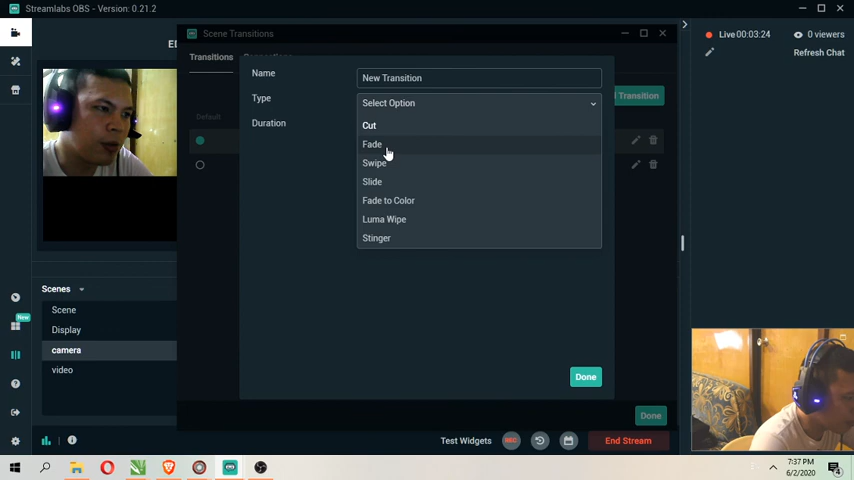 Streamlabs OBS - Version: 0.21.2
Live 00:03:24
0 viewers
Refresh Chat
Scene Transitions
Transitions
Name
New Transition
Type
Select Option
Transition
Duration
Default
Cut
Fade
Swipe
Slide
Fade to Color
Luma Wipe
Stinger
Scenes
Scene
New
Display
camera
video
Done
Done
Test Widgets
REC
End Stream
7:37 PM
6/2/2020
4